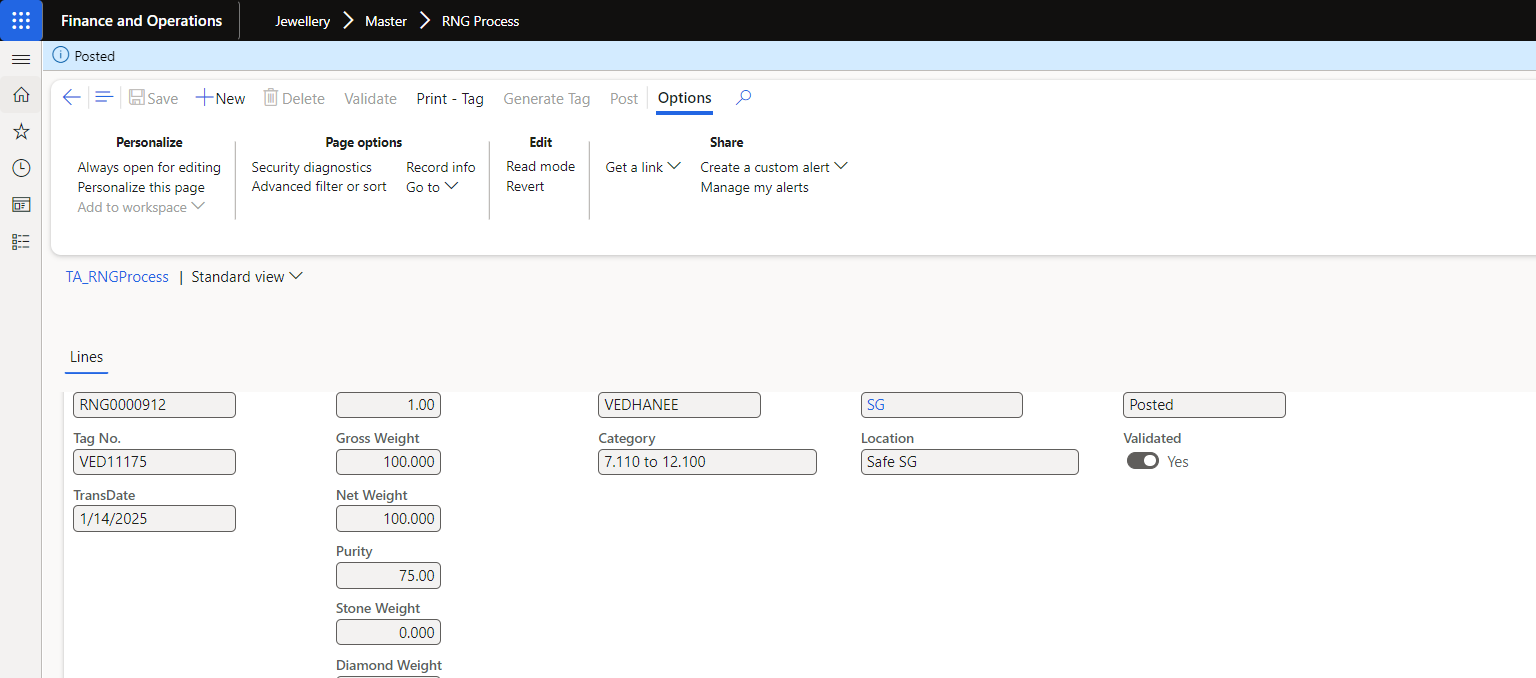 Finance and Operations
Jewellery
Master
RNG Process
Posted
Save
New
Delete
Validate
Print - Tag
Generate Tag
Post
Options
Personalize
Always open for editing
Personalize this page
Add to workspace
Page options
Security diagnostics
Advanced filter or sort
Record info
Go to
Edit
Read mode
Revert
Share
Get a link
Create a custom alert
Manage my alerts
TA_RNGProcess | Standard view
Lines
RNG0000912
Tag No.
VED11175
TransDate
1/14/2025
1.00
Gross Weight
100.000
Net Weight
100.000
Purity
75.00
Stone Weight
0.000
Diamond Weight
VEDHANEE
Category
7.110 to 12.100
SG
Location
Safe SG
Posted
Validated
Yes